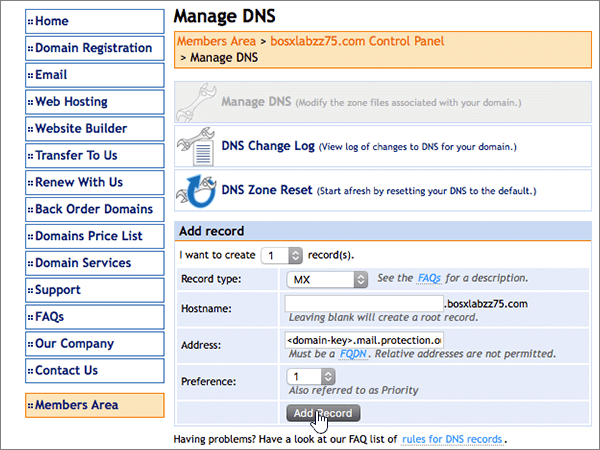 Manage DNS
Home
Domain Registration
Email
Web Hosting
Website Builder
Transfer To Us
Renew With Us
Back Order Domains
Domains Price List
Domain Services
Support
FAQs
Our Company
Contact Us
Members Area
Members Area > bosxlabzz75.com Control Panel
> Manage DNS
Manage DNS (Modify the zone files associated with your domain.)
DNS Change Log (View log of changes to DNS for your domain.)
DNS Zone Reset (Start afresh by resetting your DNS to the default.)
Add record
I want to create 1 record(s).
Record type: MX See the FAQs for a description.
Hostname: .bosxlabzz75.com
Leaving blank will create a root record.
Address: <domain-key>.mail.protection.ou
Must be a FQDN. Relative addresses are not permitted.
Preference: 1
Also referred to as Priority
Add Record
Having problems? Have a look at our FAQ list of rules for DNS records.